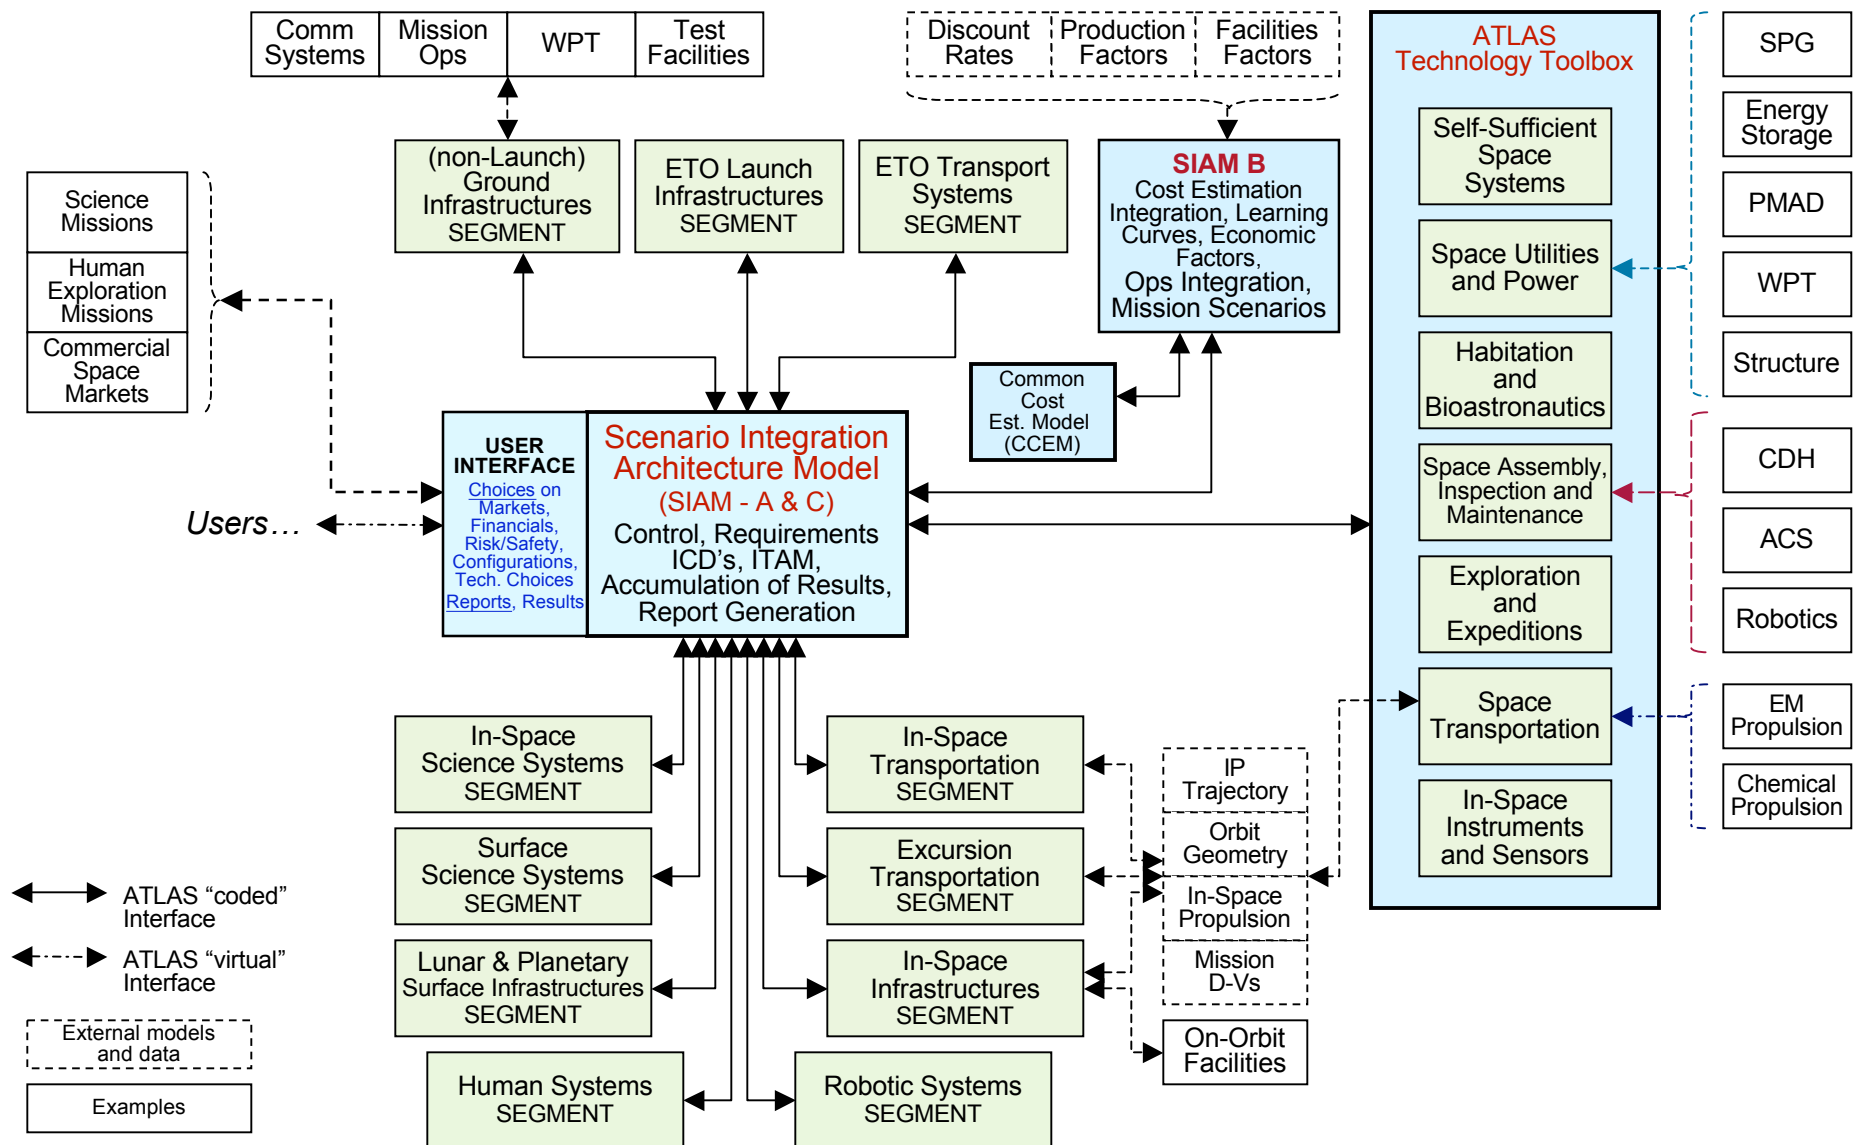 Comm
Systems
Mission
Ops
WPT
Test
Facilities
Discount
Rates
Production
Factors
Facilities
Factors
ATLAS
Technology Toolbox
SPG
Energy
Storage
PMAD
WPT
Structure
CDH
ACS
Robotics
EM
Propulsion
Chemical
Propulsion
Self-Sufficient
Space
Systems
Space Utilities
and Power
Habitation
and
Bioastronautics
Space Assembly,
Inspection and
Maintenance
Exploration
and
Expeditions
Space
Transportation
In-Space
Instruments
and Sensors
(non-Launch)
Ground
Infrastructures
SEGMENT
ETO Launch
Infrastructures
SEGMENT
ETO Transport
Systems
SEGMENT
SIAM B
Cost Estimation
Integration, Learning
Curves, Economic
Factors,
Ops Integration,
Mission Scenarios
Science
Missions
Human
Exploration
Missions
Commercial
Space
Markets
Common
Cost
Est. Model
(CCEM)
Users...
USER
INTERFACE
Choices on
Markets,
Financials,
Risk/Safety,
Configurations,
Tech. Choices
Reports, Results
Scenario Integration
Architecture Model
(SIAM - A & C)
Control, Requirements
ICD's, ITAM,
Accumulation of Results,
Report Generation
In-Space
Science Systems
SEGMENT
Surface
Science Systems
SEGMENT
Lunar & Planetary
Surface Infrastructures
SEGMENT
Human Systems
SEGMENT
In-Space
Transportation
SEGMENT
Excursion
Transportation
SEGMENT
In-Space
Infrastructures
SEGMENT
Robotic Systems
SEGMENT
IP
Trajectory
Orbit
Geometry
In-Space
Propulsion
Mission
D-Vs
On-Orbit
Facilities
ATLAS “coded”
Interface
ATLAS “virtual”
Interface
External models
and data
Examples